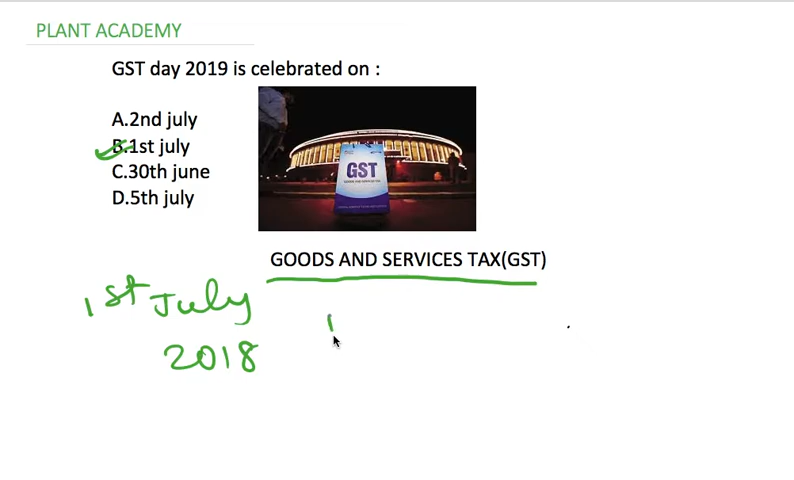 PLANT ACADEMY
GST day 2019 is celebrated on :
A.2nd july
B.1st july
C.30th june
D.5th july
GST
GOODS AND SERVICES TAX(GST)
1st July
2018